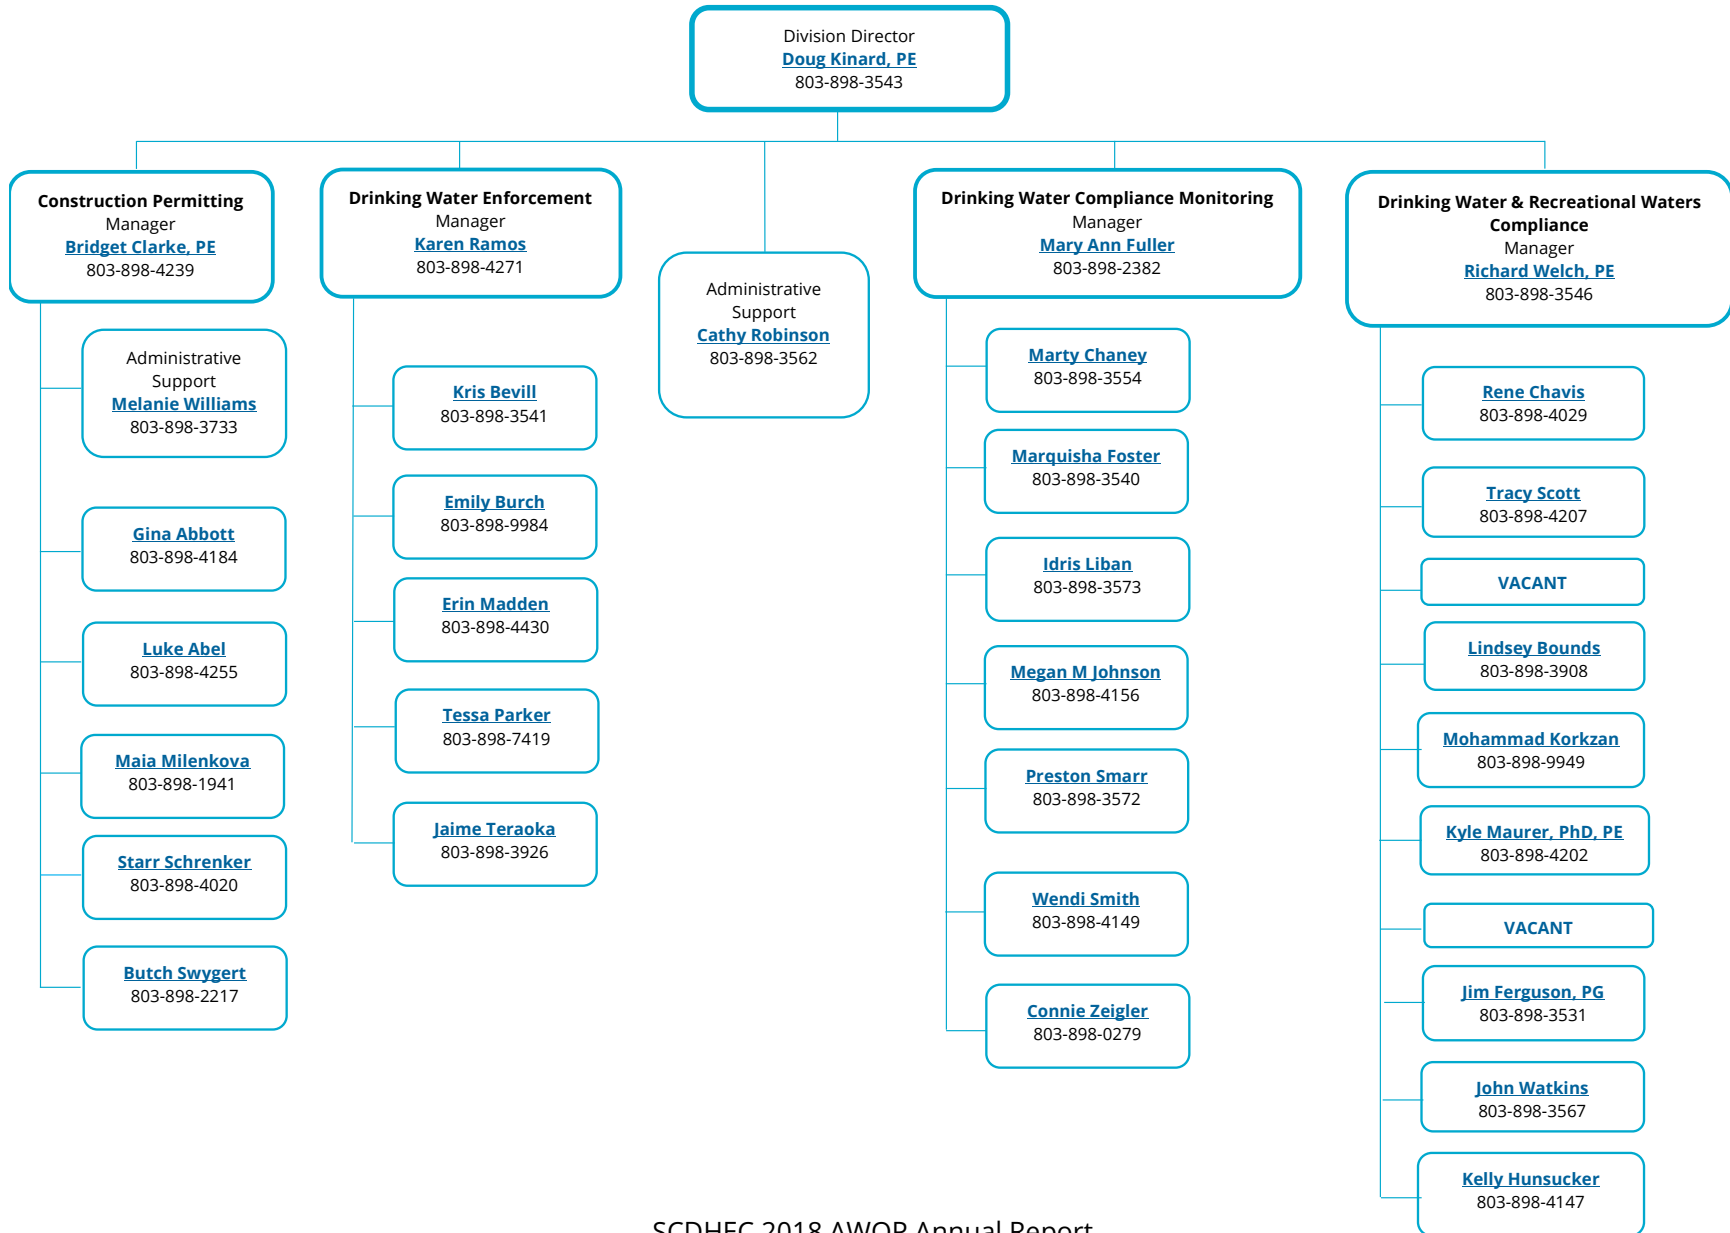 Division Director
Doug Kinard, PE
803-898-3543
Construction Permitting
Manager
Bridget Clarke, PE
803-898-4239
Administrative
Support
Melanie Williams
803-898-3733
Gina Abbott
803-898-4184
Luke Abel
803-898-4255
Maia Milenkova
803-898-1941
Starr Schrenker
803-898-4020
Butch Swygert
803-898-2217
Drinking Water Enforcement
Manager
Karen Ramos
803-898-4271
Kris Bevill
803-898-3541
Emily Burch
803-898-9984
Erin Madden
803-898-4430
Tessa Parker
803-898-7419
Jaime Teraoka
803-898-3926
Administrative
Support
Cathy Robinson
803-898-3562
Drinking Water Compliance Monitoring
Manager
Mary Ann Fuller
803-898-2382
Marty Chaney
803-898-3554
Marquisha Foster
803-898-3540
Idris Liban
803-898-3573
Megan M Johnson
803-898-4156
Preston Smarr
803-898-3572
Wendi Smith
803-898-4149
Connie Zeigler
803-898-0279
Drinking Water & Recreational Waters
Compliance
Manager
Richard Welch, PE
803-898-3546
Rene Chavis
803-898-4029
Tracy Scott
803-898-4207
VACANT
Lindsey Bounds
803-898-3908
Mohammad Korkzan
803-898-9949
Kyle Maurer, PhD, PE
803-898-4202
VACANT
Jim Ferguson, PG
803-898-3531
John Watkins
803-898-3567
Kelly Hunsucker
803-898-4147
SCDHEC 2018 AWOP Annual Report